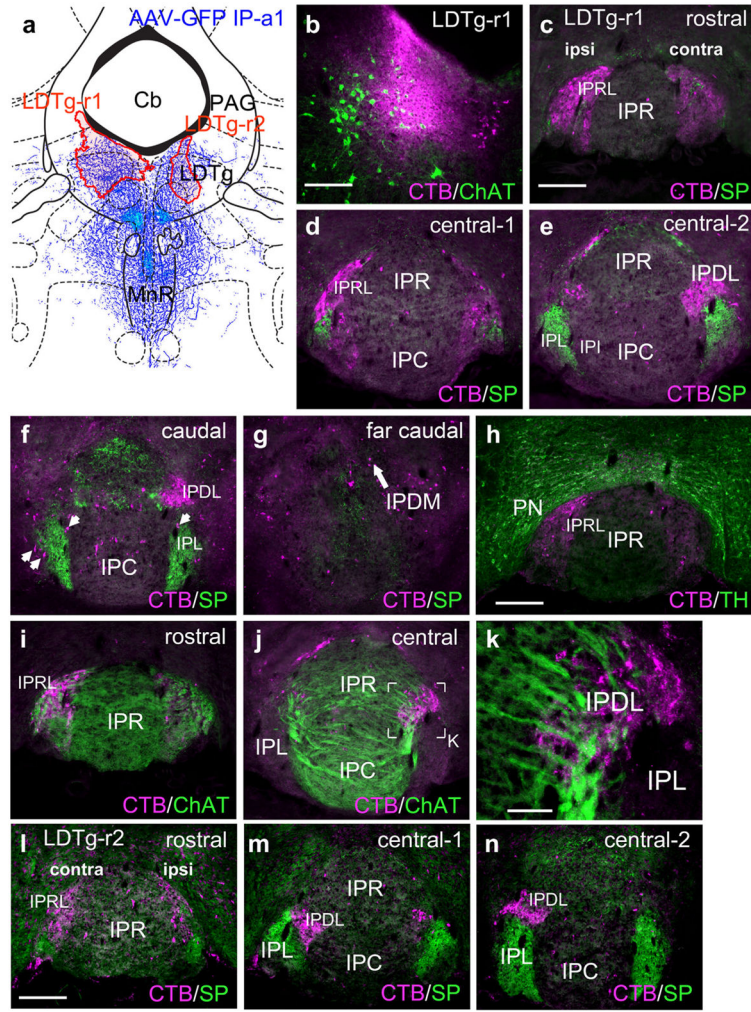 a AAV-GFP IP-a1
LDTg-r1
Cb
PAG
LDTg-r2
LDTg
MnR
b LDTg-r1
CTB/ChAT
c LDTg-r1 rostral
ipsi contra
IPRL
IPR
CTB/SP
d central-1
IPRL
IPR
IPC
CTB/SP
e central-2
IPR
IPDL
IPL
IPI
IPC
CTB/SP
f caudal
IPDL
IPL
IPC
CTB/SP
g far caudal
IPDM
CTB/SP
h
PN
IPRL
IPR
CTB/TH
i rostral
IPRL
IPR
CTB/ChAT
j central
IPR
K
IPL
IPC
CTB/ChAT
k
IPDL
IPL
l LDTg-r2 rostral
contra ipsi
IPRL
IPR
CTB/SP
m central-1
IPR
IPDL
IPL
IPC
CTB/SP
n central-2
IPDL
IPL
IPC
CTB/SP